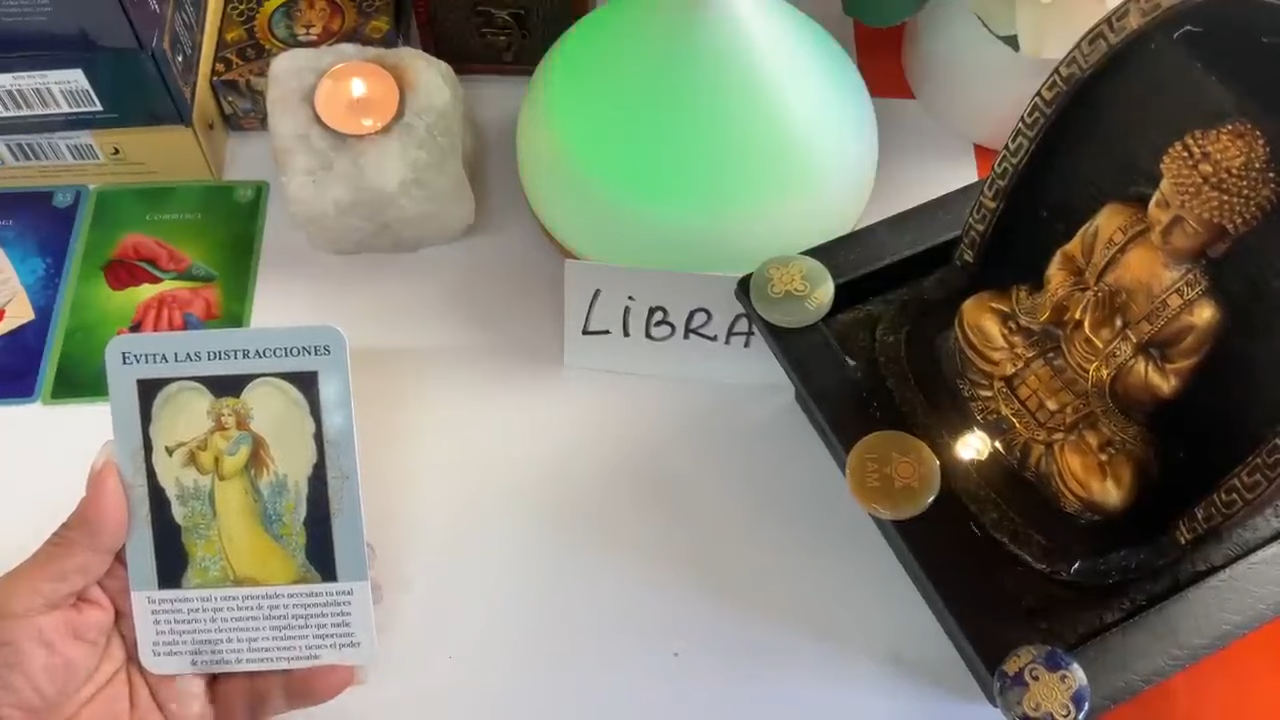 COMMERCE
LiBRA
I AM
EVITA LAS DISTRACCIONES
Tu propósito vital y otras prioridades necesitan tu total
atención, por lo que es hora de que te responsabilices
de tu horario y de tu entorno laboral apagando todos
los dispositivos electrónicos e impidiendo que nadie
ni nada te distraiga de lo que es realmente importante.
Ya sabes cuáles son estas distracciones y tienes el poder
de evitarlas de manera responsable.